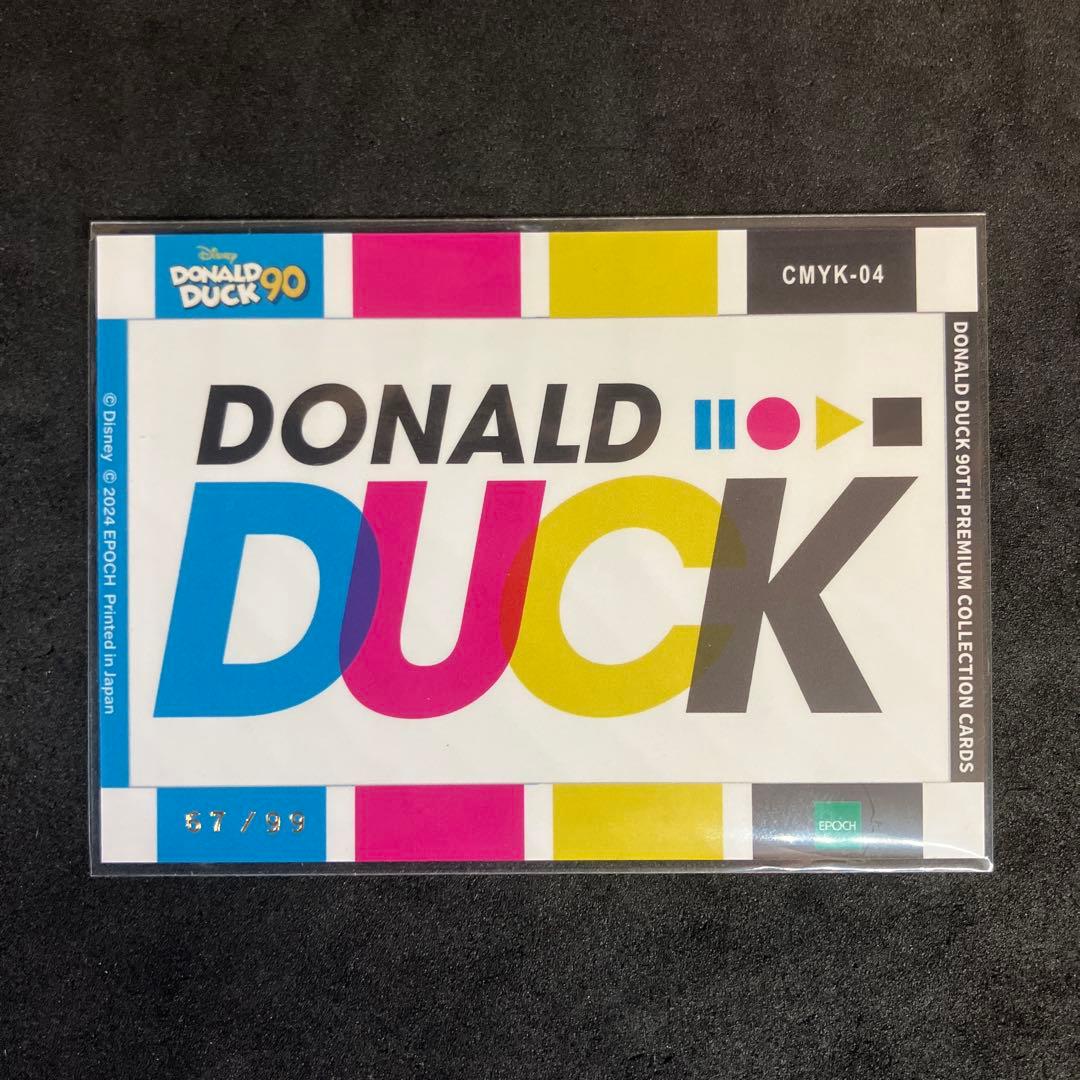 Disney
DONALD
DUCK 90
CMYK-04
DONALD
DUCK
© Disney © 2024 EPOCH Printed in Japan
DONALD DUCK 90TH PREMIUM COLLECTION CARDS
67/99
EPOCH